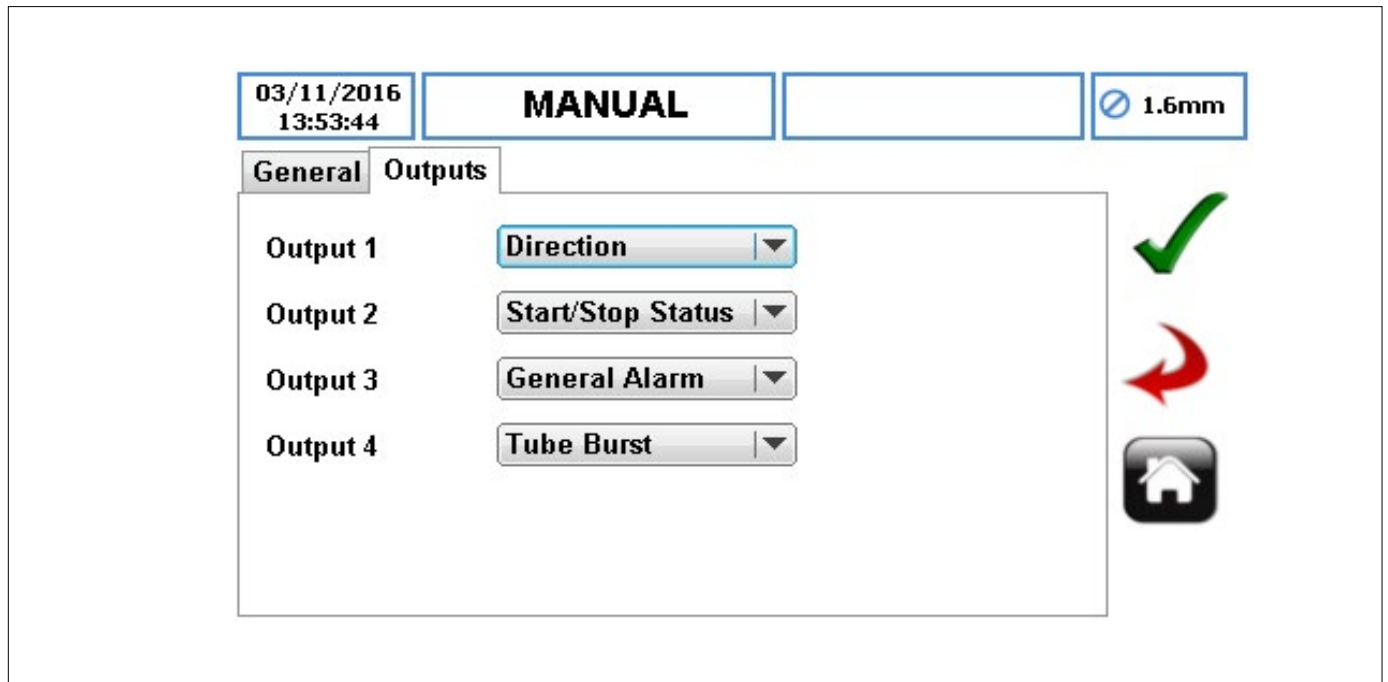 03/11/2016
13:53:44
MANUAL
1.6mm
General
Outputs
Output 1
Direction
Output 2
Start/Stop Status
Output 3
General Alarm
Output 4
Tube Burst